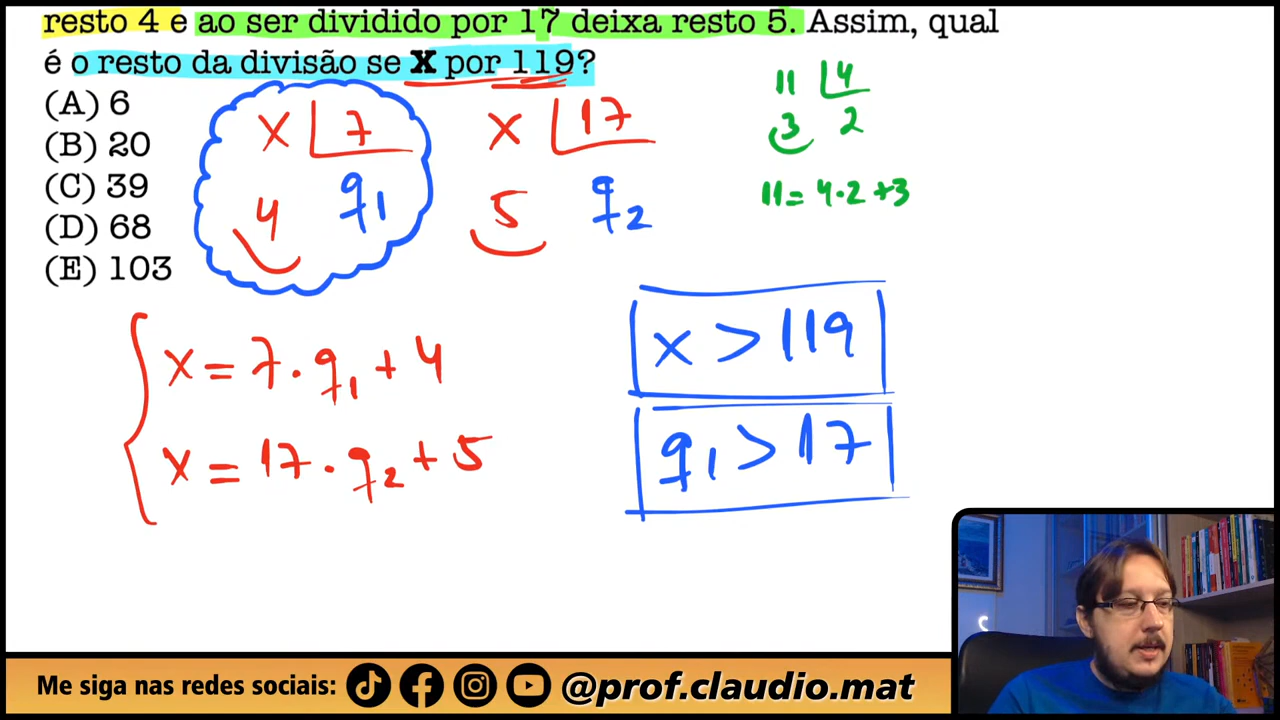 resto 4 e ao ser dividido por 17 deixa resto 5. Assim, qual
é o resto da divisão se X por 119?
(A) 6
(B) 20
(C) 39
(D) 68
(E) 103
x 7
4 q1
x 17
5 q2
11 4
3 2
11 = 4·2+3
x = 7·q1 + 4
x = 17·q2 + 5
x > 119
q1 > 17
Me siga nas redes sociais: @prof.claudio.mat